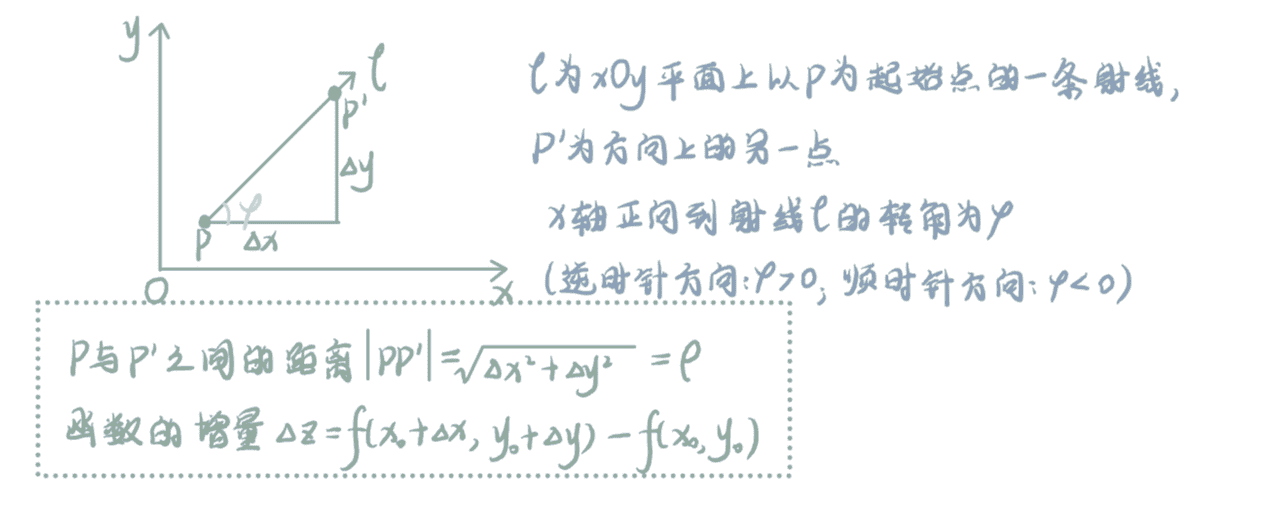 y
l
P'
Δy
φ
P
Δx
O
x
l为xOy平面上以P为起始点的一条射线，
P'为方向上的另一点
x轴正向到射线l的转角为φ
（逆时针方向：φ>0；顺时针方向：φ<0）
P与P'之间的距离|PP'|=√(Δx²+Δy²)=ρ
函数的增量Δz=f(x₀+Δx, y₀+Δy)-f(x₀, y₀)